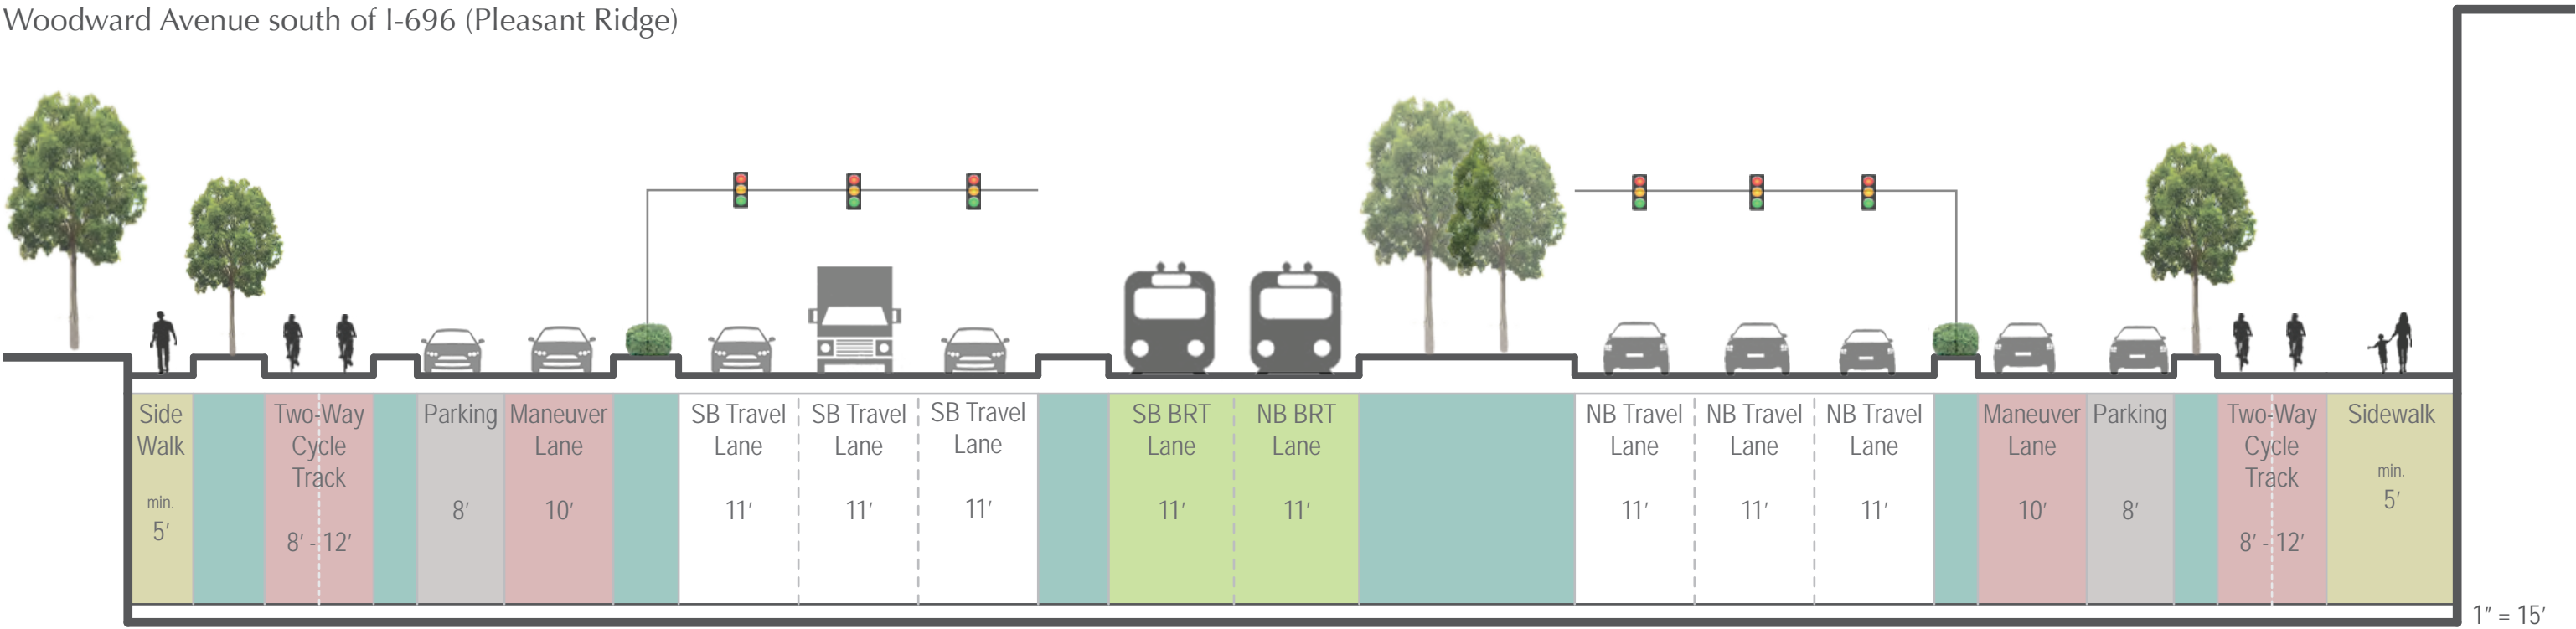 Woodward Avenue south of I-696 (Pleasant Ridge)
Side
Walk
min.
5′
Two-Way
Cycle
Track
8′ - 12′
Parking
8′
Maneuver
Lane
10′
SB Travel
Lane
11′
SB Travel
Lane
11′
SB Travel
Lane
11′
SB BRT
Lane
11′
NB BRT
Lane
11′
NB Travel
Lane
11′
NB Travel
Lane
11′
NB Travel
Lane
11′
Maneuver
Lane
10′
Parking
8′
Two-Way
Cycle
Track
8′ - 12′
Sidewalk
min.
5′
1″ = 15′